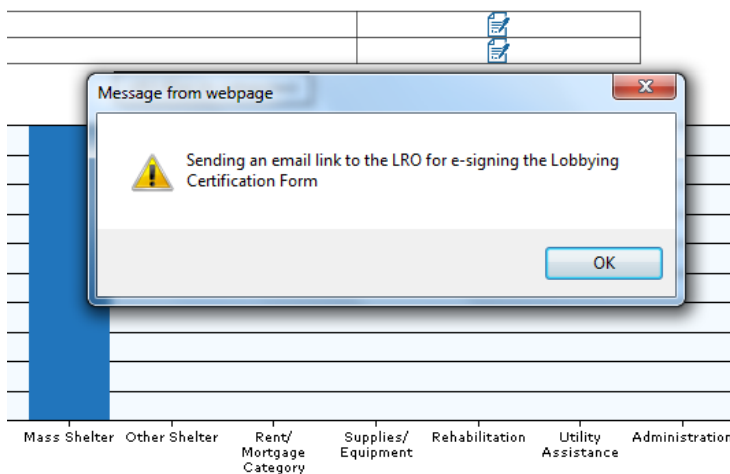 Message from webpage
Sending an email link to the LRO for e-signing the Lobbying
Certification Form
OK
Mass Shelter Other Shelter Rent/ Mortgage Category Supplies/ Equipment Rehabilitation Utility Assistance Administration